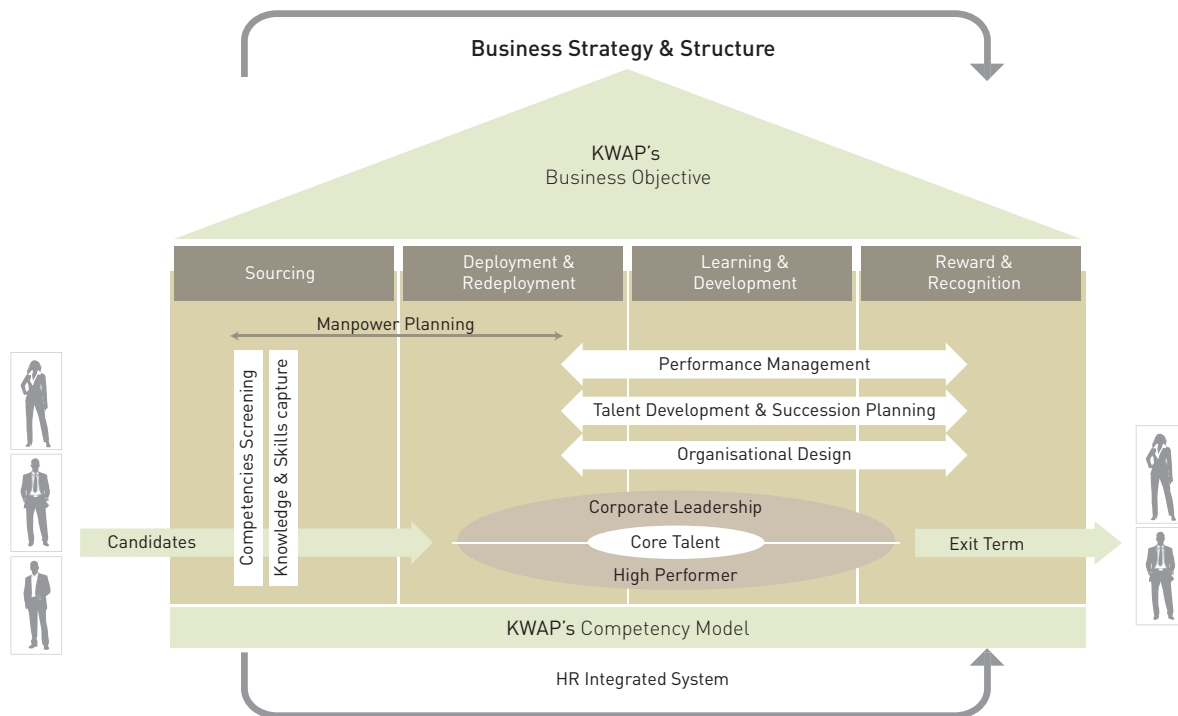 Business Strategy & Structure
KWAP's
Business Objective
Sourcing
Deployment &
Redeployment
Learning &
Development
Reward &
Recognition
Manpower Planning
Competencies Screening
Knowledge & Skills capture
Performance Management
Talent Development & Succession Planning
Organisational Design
Candidates
Corporate Leadership
Core Talent
High Performer
Exit Term
KWAP's Competency Model
HR Integrated System